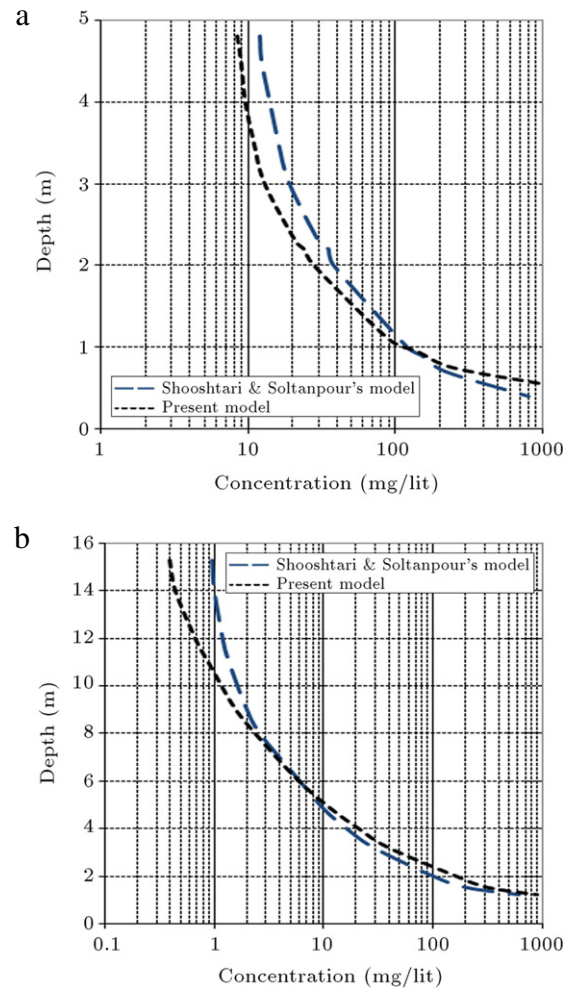 a
5
4
3
2
1
0
Depth (m)
Shooshtari & Soltanpour's model
Present model
1
10
100
1000
Concentration (mg/lit)
b
16
14
12
10
8
6
4
2
0
Depth (m)
Shooshtari & Soltanpour's model
Present model
0.1
1
10
100
1000
Concentration (mg/lit)